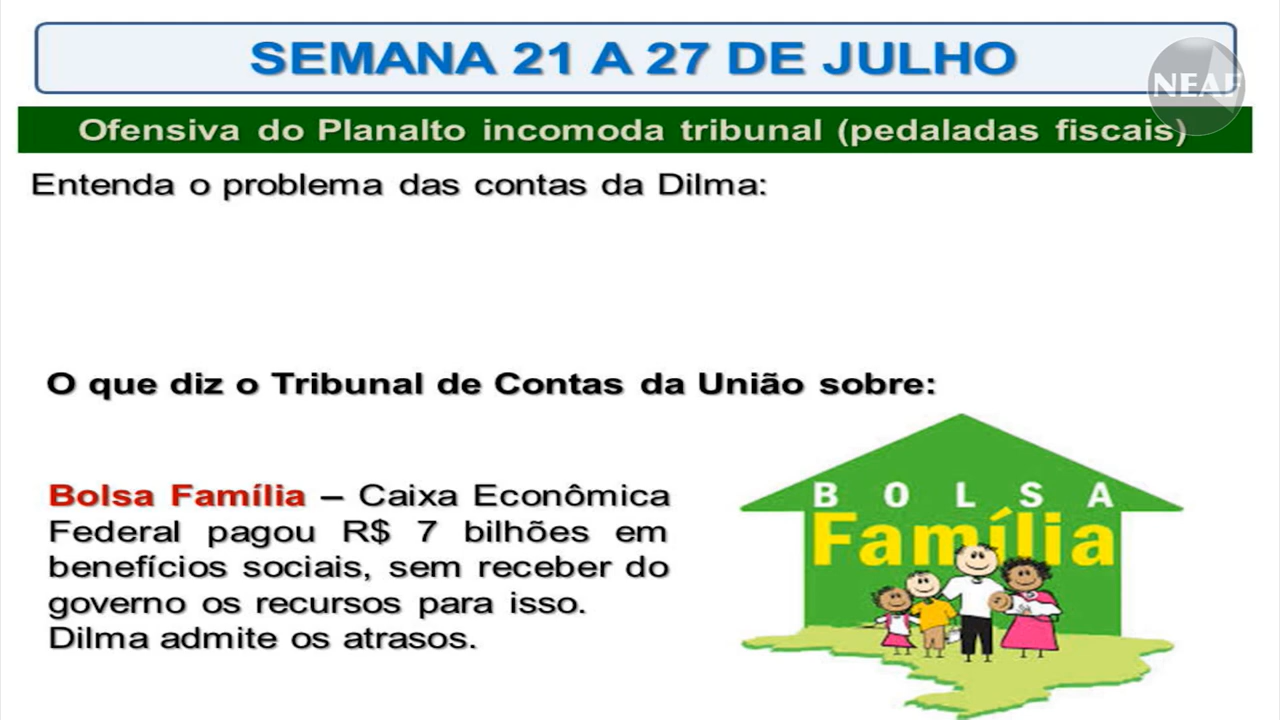 SEMANA 21 A 27 DE JULHO
NEAF
Ofensiva do Planalto incomoda tribunal (pedaladas fiscais)
Entenda o problema das contas da Dilma:
O que diz o Tribunal de Contas da União sobre:
Bolsa Família – Caixa Econômica
Federal pagou R$ 7 bilhões em
benefícios sociais, sem receber do
governo os recursos para isso.
Dilma admite os atrasos.
BOLSA
Família